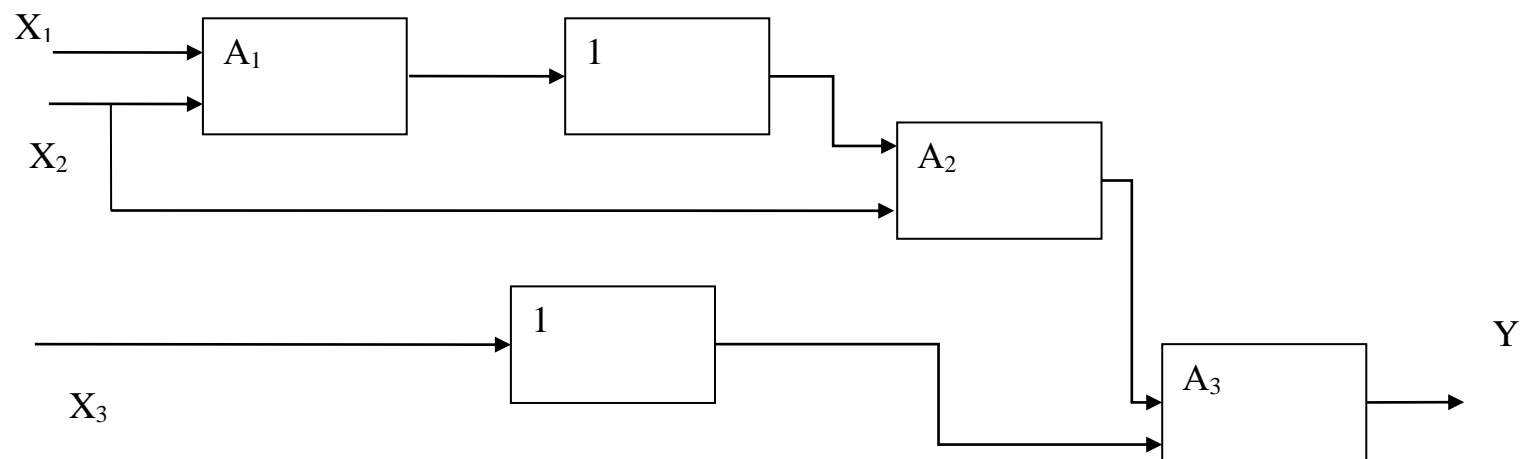 X₁
A₁
1
X₂
A₂
1
Y
X₃
A₃